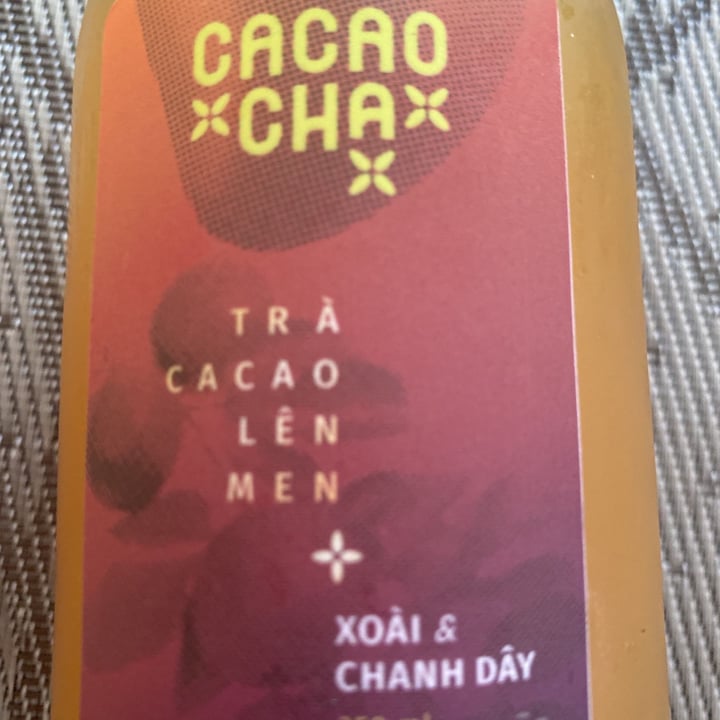 CACAO
CHA
TRÀ
CACAO
LÊN
MEN
XOÀI &
CHANH DÂY